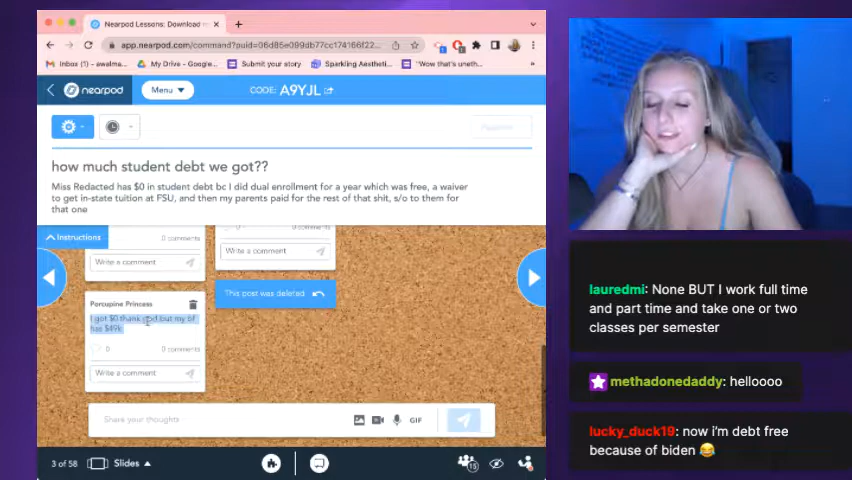 Nearpod Lessons: Download r
app.nearpod.com/command?puid=06d85e099db77cc174166f22...
Inbox (1) - awalma...
My Drive - Google...
Submit your story
Sparkling Aestheti...
"Wow that's uneth...
nearpod
Menu
CODE: A9YJL
how much student debt we got??
Miss Redacted has $0 in student debt bc I did dual enrollment for a year which was free, a waiver
to get in-state tuition at FSU, and then my parents paid for the rest of that shit, s/o to them for
that one
Instructions
0 comments
Write a comment
Write a comment
This post was deleted
Porcupine Princess
I got $0 thank god but my bf
has $49k
0
0 comments
Write a comment
Share your thoughts
GIF
3 of 58
Slides
15
lauredmi: None BUT I work full time
and part time and take one or two
classes per semester
methadonedaddy: helloooo
lucky_duck19: now i'm debt free
because of biden 😂